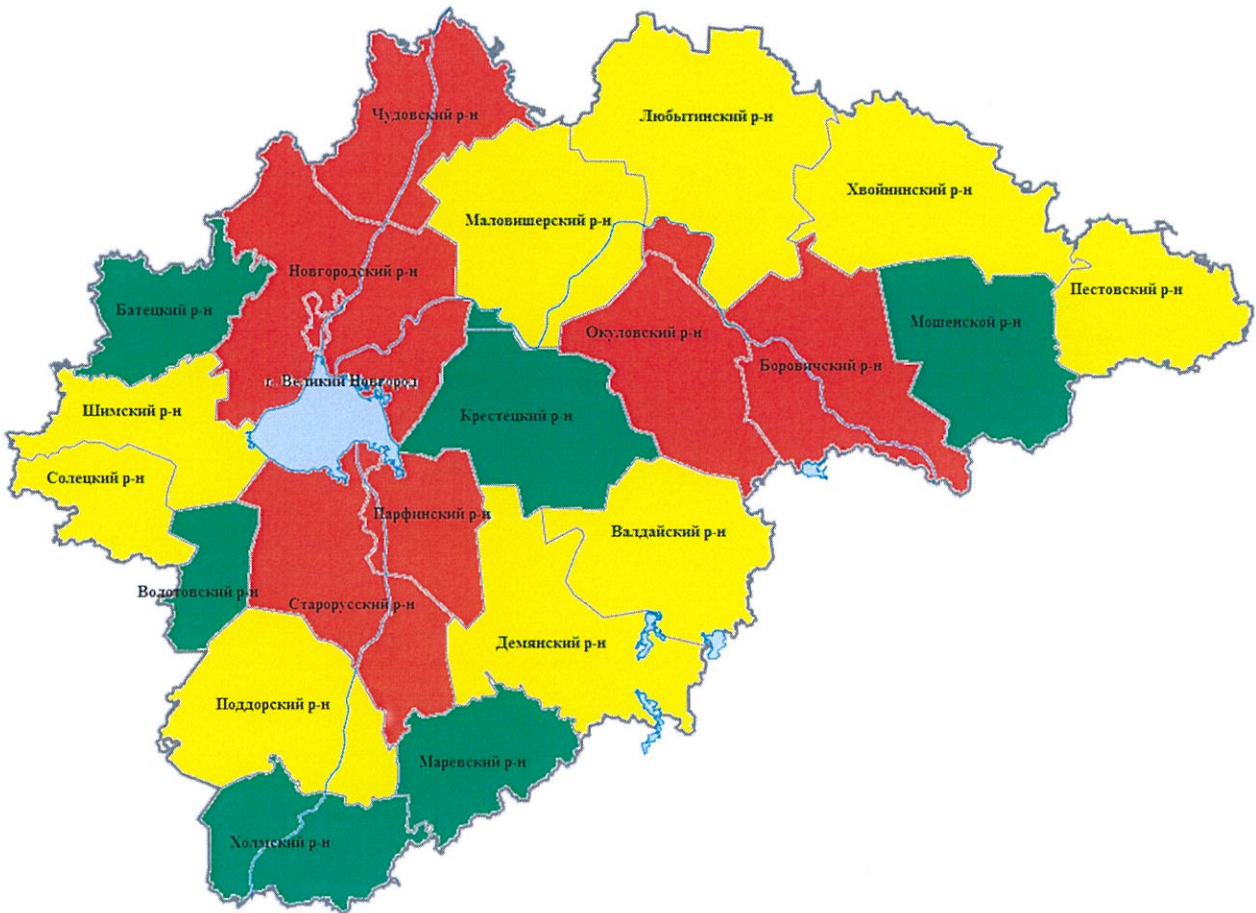 Чудовский р-н
Любытинский р-н
Хвойнинский р-н
Маловишерский р-н
Новгородский р-н
Батецкий р-н
Пестовский р-н
Мошенской р-н
Окуловский р-н
Боровичский р-н
г. Великий Новгород
Шимский р-н
Крестецкий р-н
Солецкий р-н
Парфинский р-н
Валдайский р-н
Волотовский р-н
Старорусский р-н
Демянский р-н
Поддорский р-н
Маревский р-н
Холмский р-н